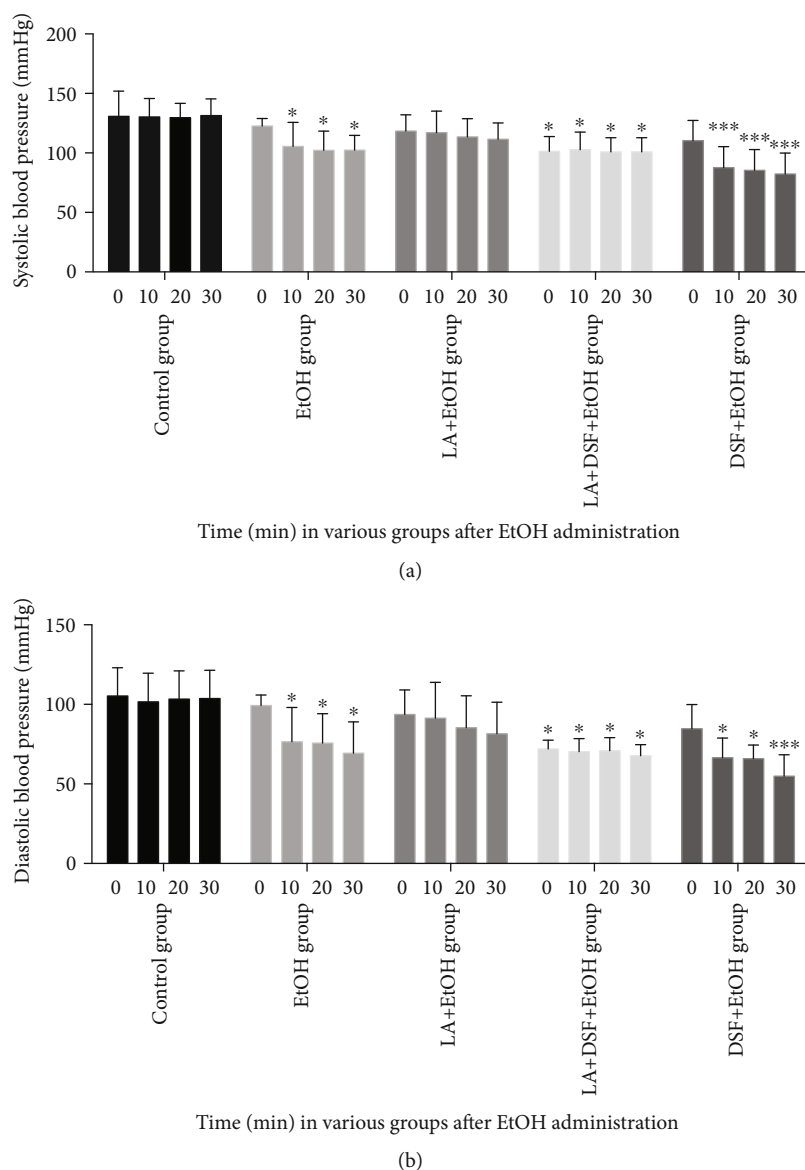 Systolic blood pressure (mmHg)
200
150
100
50
0
* * *
* * * *
*** *** ***
0 10 20 30 0 10 20 30 0 10 20 30 0 10 20 30 0 10 20 30
Control group
EtOH group
LA+EtOH group
LA+DSF+EtOH group
DSF+EtOH group
Time (min) in various groups after EtOH administration
(a)
Diastolic blood pressure (mmHg)
150
100
50
0
* * *
* * * *
* * ***
0 10 20 30 0 10 20 30 0 10 20 30 0 10 20 30 0 10 20 30
Control group
EtOH group
LA+EtOH group
LA+DSF+EtOH group
DSF+EtOH group
Time (min) in various groups after EtOH administration
(b)